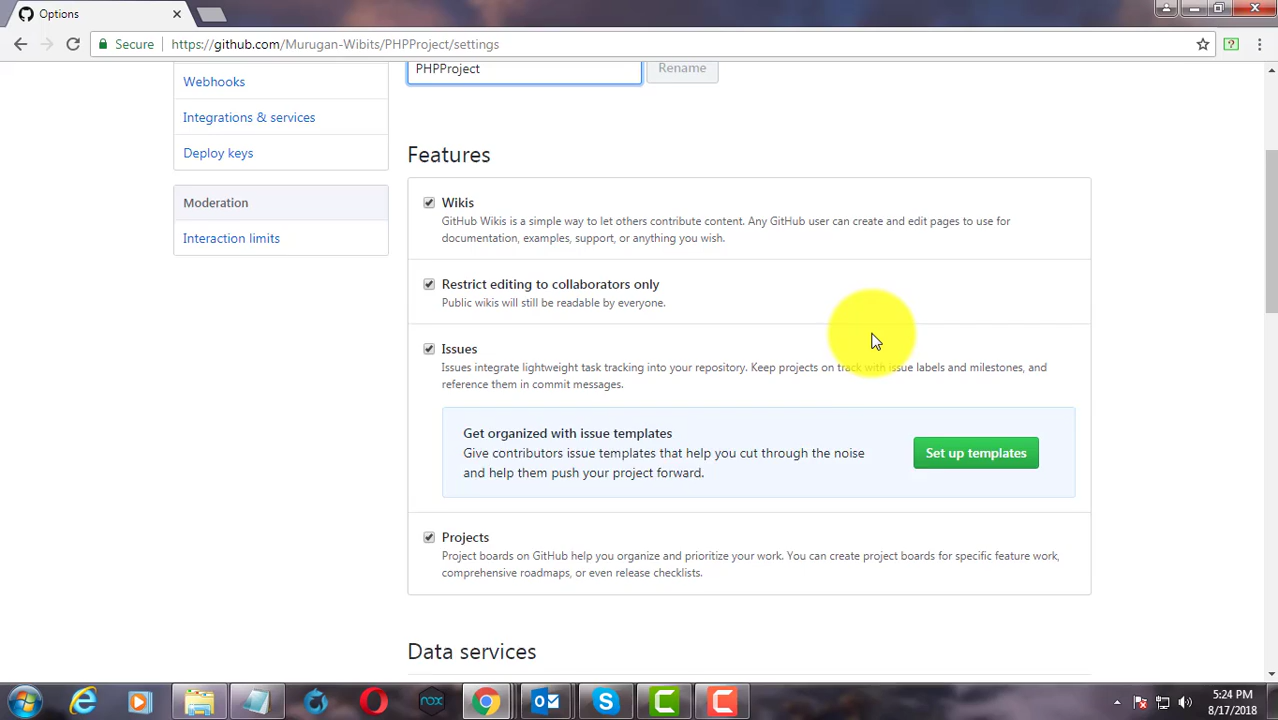 Options
Secure https://github.com/Murugan-Wibits/PHPProject/settings
PHPProject Rename
Webhooks
Integrations & services
Deploy keys
Moderation
Interaction limits
Features
Wikis
GitHub Wikis is a simple way to let others contribute content. Any GitHub user can create and edit pages to use for
documentation, examples, support, or anything you wish.
Restrict editing to collaborators only
Public wikis will still be readable by everyone.
Issues
Issues integrate lightweight task tracking into your repository. Keep projects on track with issue labels and milestones, and
reference them in commit messages.
Get organized with issue templates
Give contributors issue templates that help you cut through the noise
and help them push your project forward.
Set up templates
Projects
Project boards on GitHub help you organize and prioritize your work. You can create project boards for specific feature work,
comprehensive roadmaps, or even release checklists.
Data services
nox
5:24 PM
8/17/2018